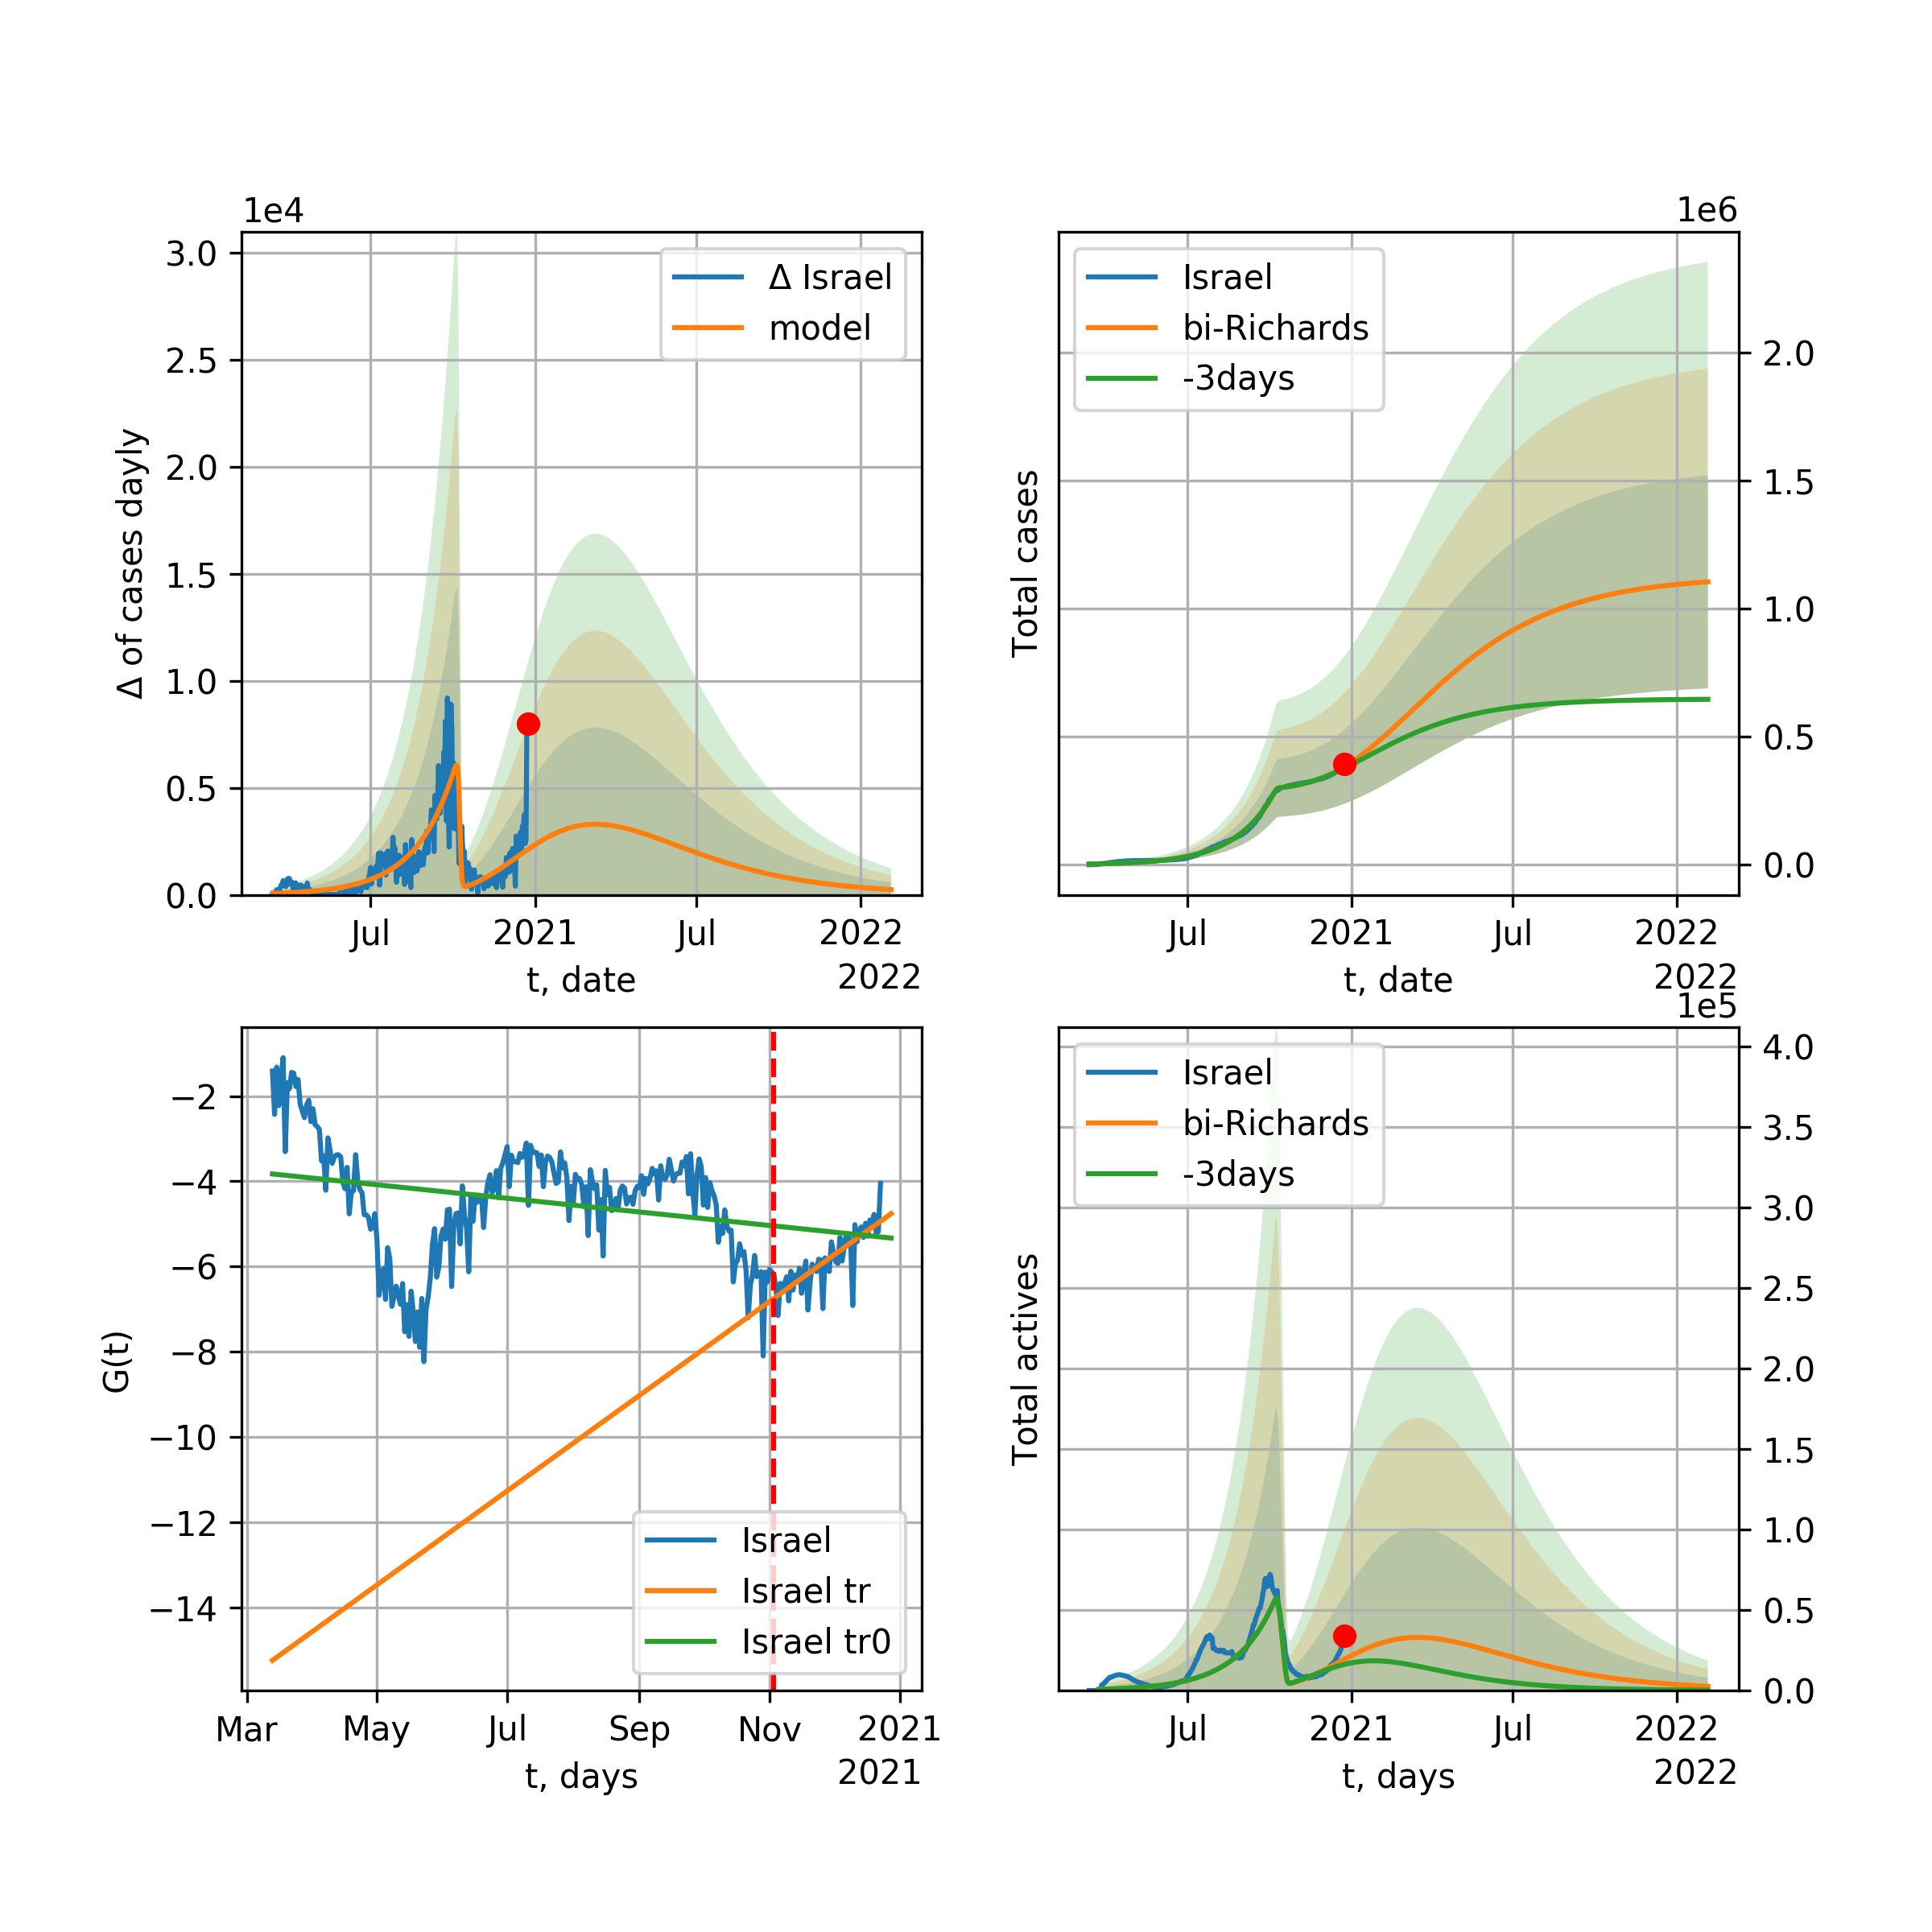 1e4
3.0
2.5
2.0
1.5
1.0
0.5
0.0
Δ of cases dayly
Δ Israel
model
Jul
2021
Jul
2022
t, date
2022
1e6
Total cases
Israel
bi-Richards
-3days
2.0
1.5
1.0
0.5
0.0
Jul
2021
Jul
2022
t, date
2022
−2
−4
−6
−8
−10
−12
−14
G(t)
Israel
Israel tr
Israel tr0
Mar
May
Jul
Sep
Nov
2021
t, days
2021
1e5
Total actives
Israel
bi-Richards
-3days
4.0
3.5
3.0
2.5
2.0
1.5
1.0
0.5
0.0
Jul
2021
Jul
2022
t, days
2022